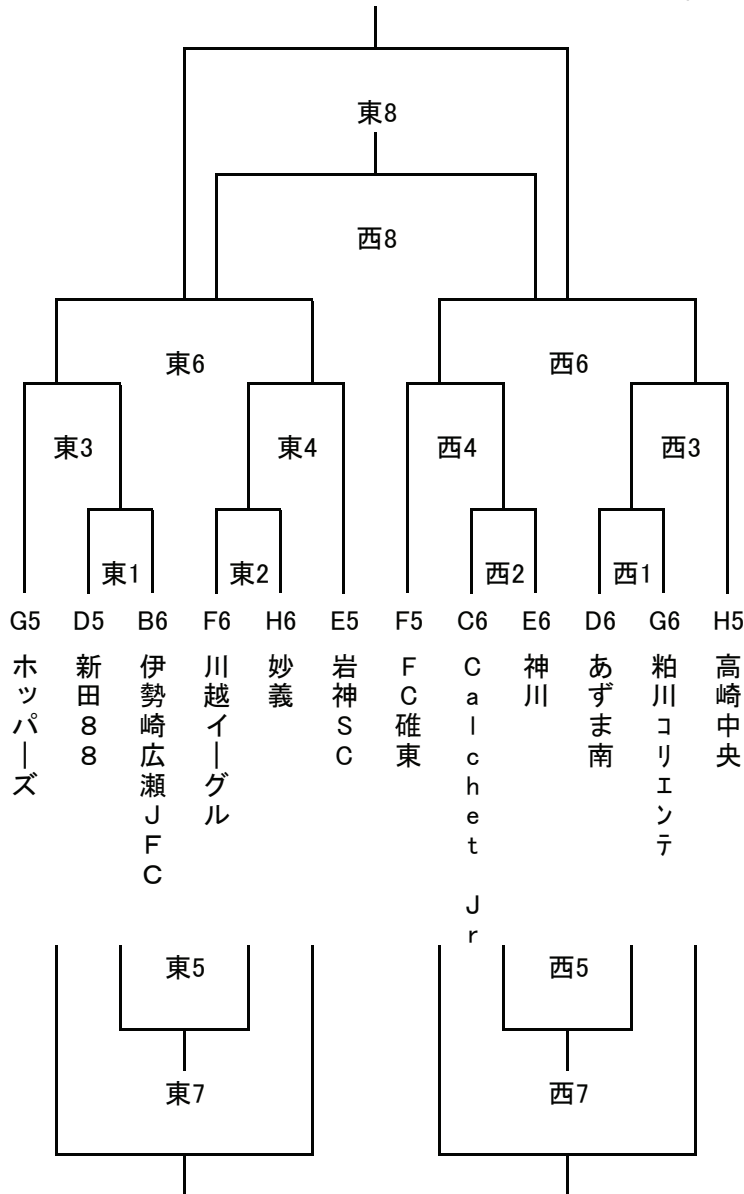 東8
西8
東6 西6
東3 東4 西4 西3
東1 東2 西2 西1
G5 D5 B6 F6 H6 E5 F5 C6 E6 D6 G6 H5
ホッパーズ
新田８８
伊勢崎広瀬ＪＦＣ
川越イーグル
妙義
岩神ＳＣ
ＦＣ碓東
Ｃａｌｃｈｅｔ　Ｊｒ
神川
あずま南
粕川ｺﾘｴﾝﾃ
高崎中央
東5 西5
東7 西7